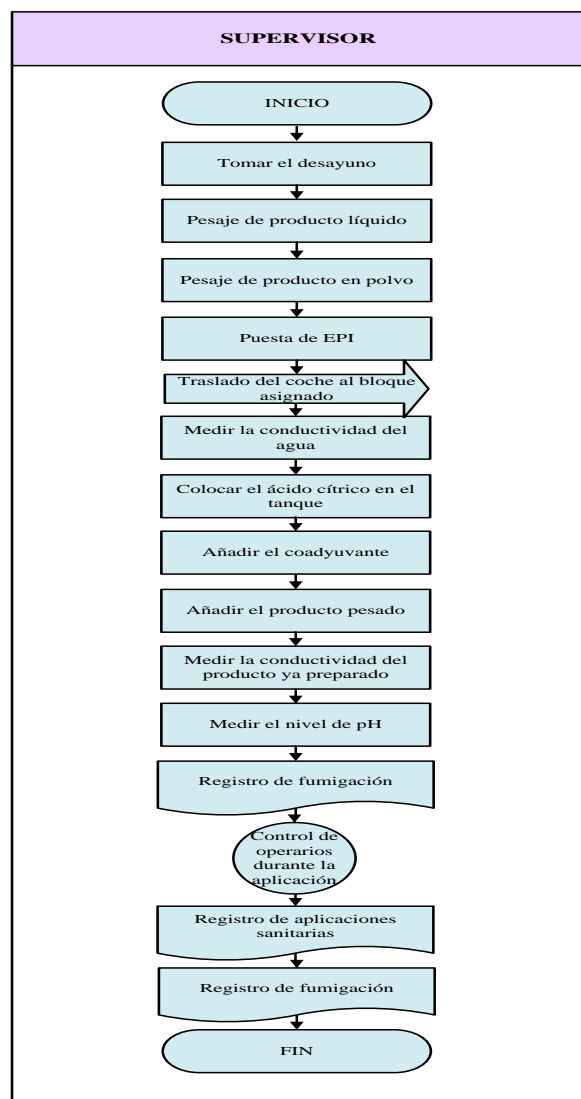 SUPERVISOR
INICIO
Tomar el desayuno
Pesaje de producto líquido
Pesaje de producto en polvo
Puesta de EPI
Traslado del coche al bloque
asignado
Medir la conductividad del
agua
Colocar el ácido cítrico en el
tanque
Añadir el coadyuvante
Añadir el producto pesado
Medir la conductividad del
producto ya preparado
Medir el nivel de pH
Registro de fumigación
Control de
operarios
durante la
aplicación
Registro de aplicaciones
sanitarias
Registro de fumigación
FIN